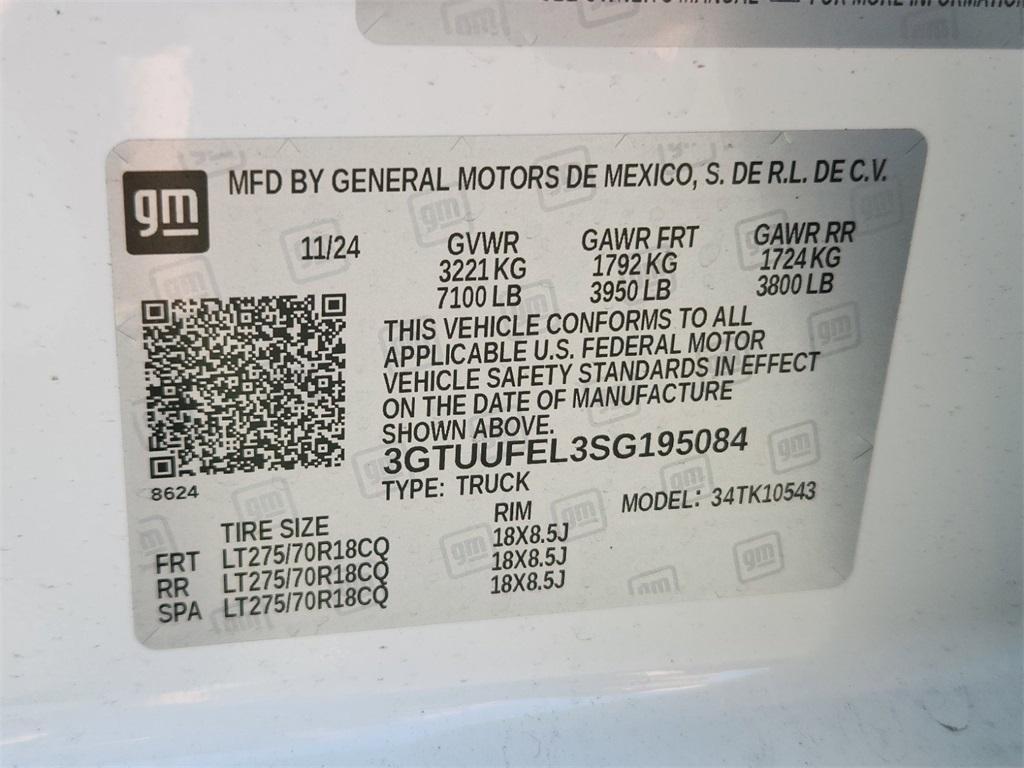 FOR MORE INFORMATION
gm
MFD BY GENERAL MOTORS DE MEXICO, S. DE R.L. DE C.V.
11/24
GVWR
3221 KG
7100 LB
GAWR FRT
1792 KG
3950 LB
GAWR RR
1724 KG
3800 LB
THIS VEHICLE CONFORMS TO ALL
APPLICABLE U.S. FEDERAL MOTOR
VEHICLE SAFETY STANDARDS IN EFFECT
ON THE DATE OF MANUFACTURE
SHOWN ABOVE.
3GTUUFEL3SG195084
8624
TYPE: TRUCK
MODEL: 34TK10543
TIRE SIZE RIM
FRT LT275/70R18CQ 18X8.5J
RR LT275/70R18CQ 18X8.5J
SPA LT275/70R18CQ 18X8.5J